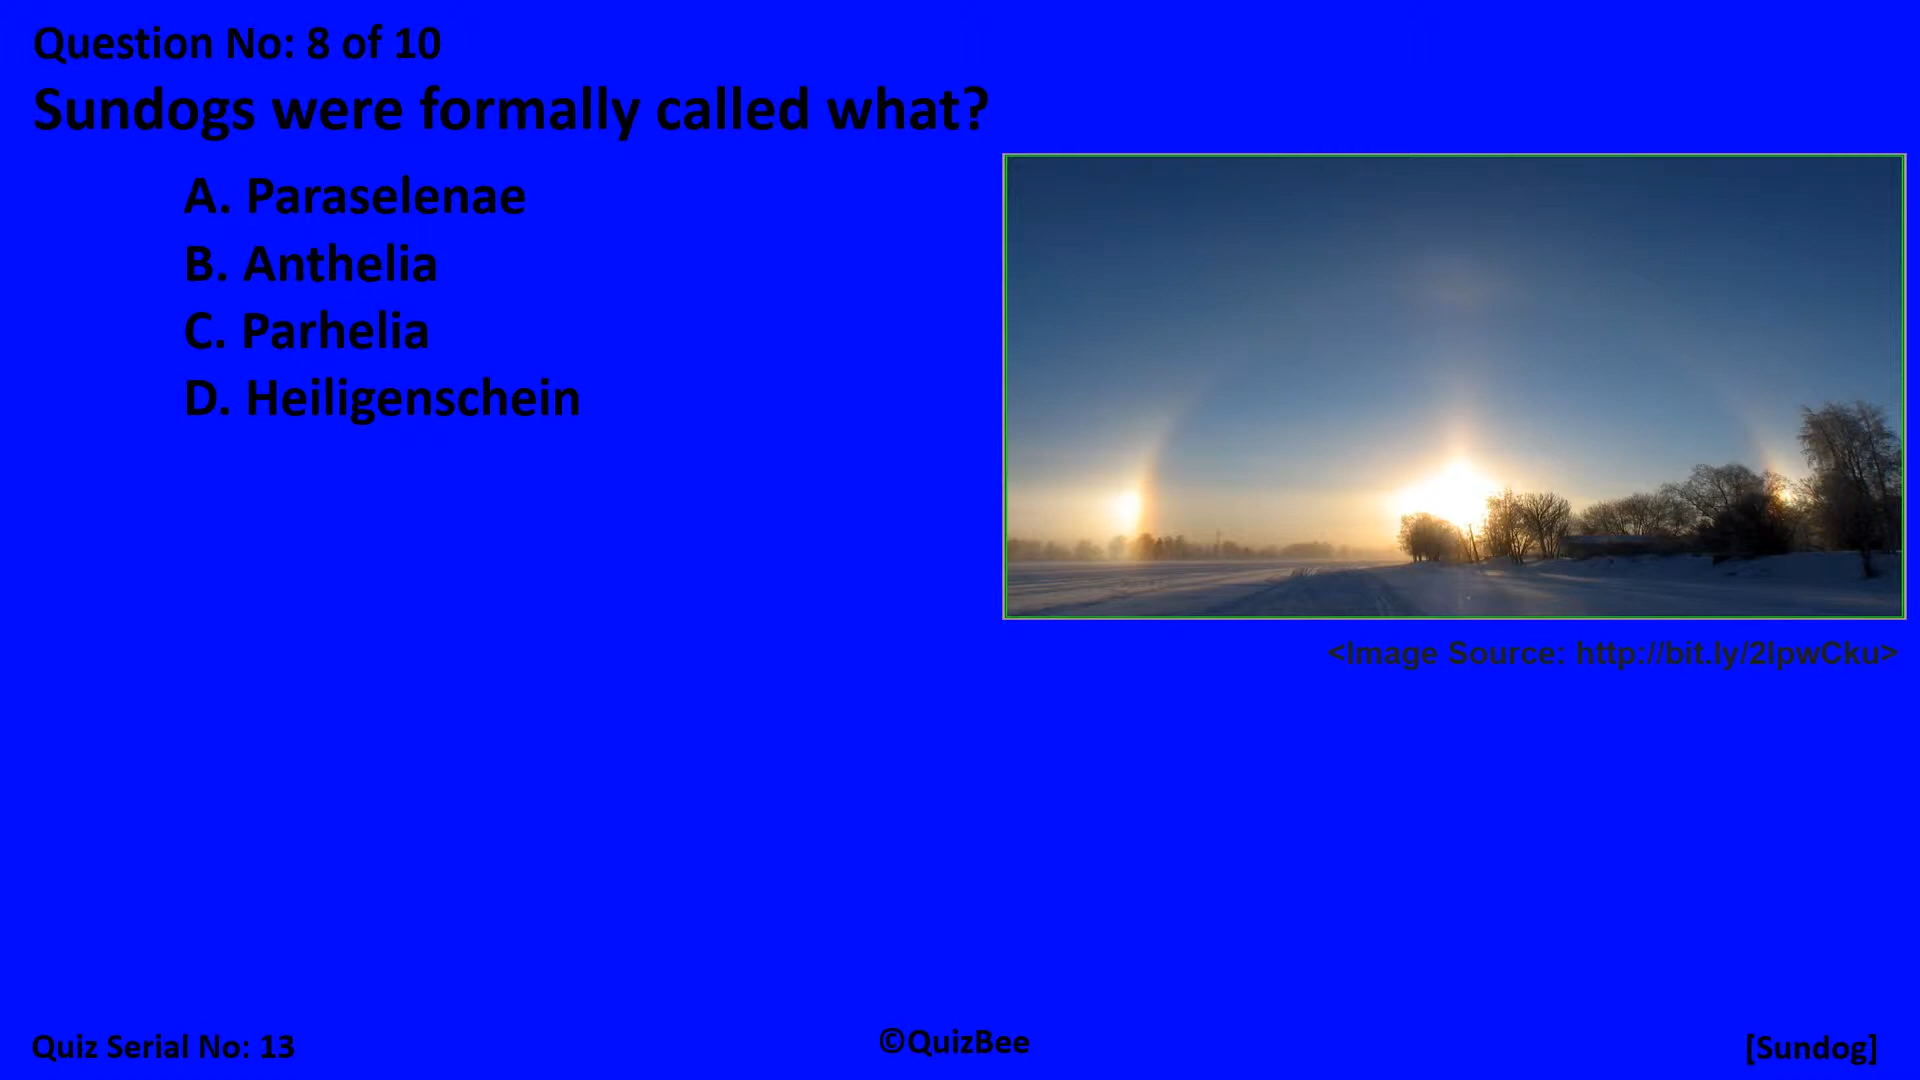 Question No: 8 of 10
Sundogs were formally called what?
A. Paraselenae
B. Anthelia
C. Parhelia
D. Heiligenschein
<Image Source: http://bit.ly/2lpwCku>
Quiz Serial No: 13
©QuizBee
[Sundog]